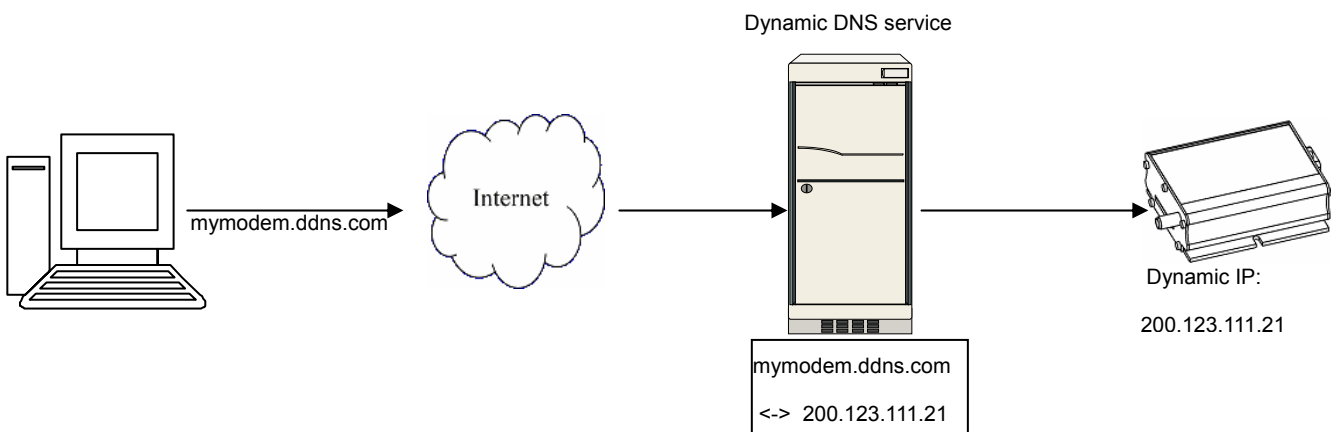 Dynamic DNS service
mymodem.ddns.com
Internet
Dynamic IP:
200.123.111.21
mymodem.ddns.com
<-> 200.123.111.21